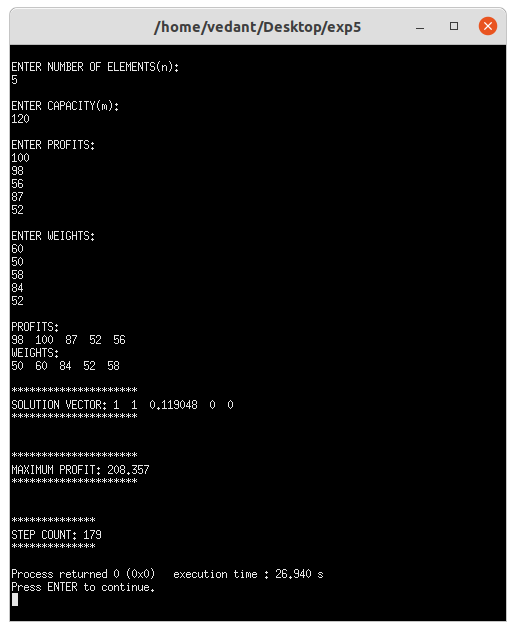 /home/vedant/Desktop/exp5
ENTER NUMBER OF ELEMENTS(n):
5
ENTER CAPACITY(m):
120
ENTER PROFITS:
100
98
56
87
52
ENTER WEIGHTS:
60
50
58
84
52
PROFITS:
98  100  87  52  56
WEIGHTS:
50  60  84  52  58
*********************
SOLUTION VECTOR: 1  1  0.119048  0  0
*********************
*********************
MAXIMUM PROFIT: 208.357
*********************
**************
STEP COUNT: 179
**************
Process returned 0 (0x0)   execution time : 26.940 s
Press ENTER to continue.